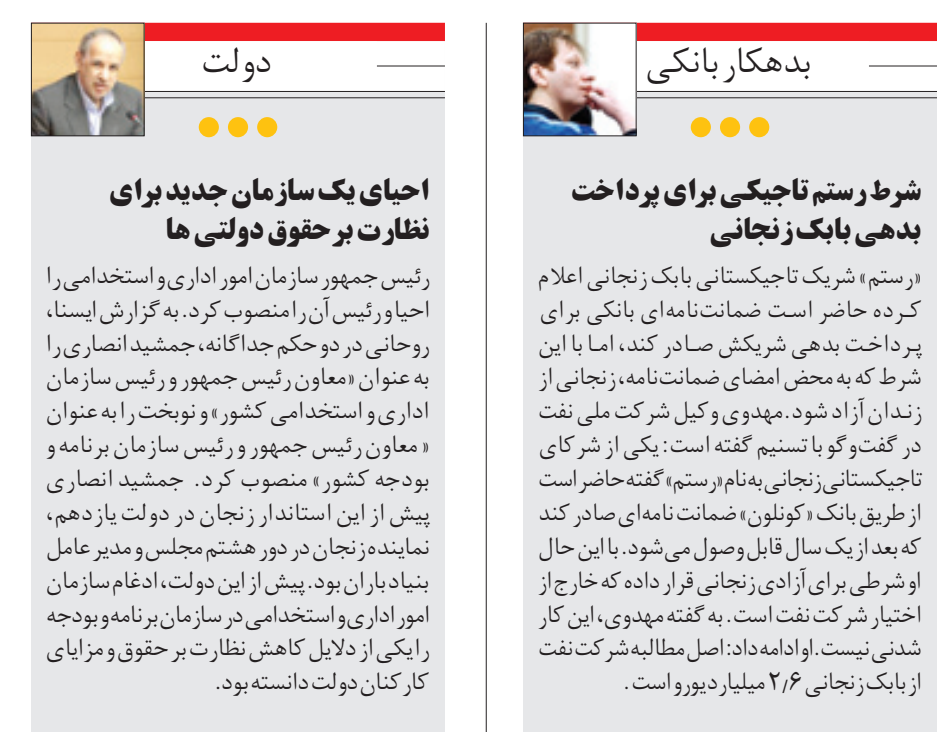 بدهکار بانکی
شرط رستم تاجیکی برای پرداخت
بدهی بابک زنجانی
«رستم» شریک تاجیکستانی بابک زنجانی اعلام
کرده حاضر است ضمانت‌نامه‌ای بانکی برای
پرداخت بدهی شریکش صادر کند، اما با این
شرط که به محض امضای ضمانت‌نامه، زنجانی از
زندان آزاد شود. مهدوی وکیل شرکت ملی نفت
در گفت‌وگو با تسنیم گفته است: یکی از شرکای
تاجیکستانی زنجانی به‌نام «رستم» گفته حاضر است
از طریق بانک «کونلون» ضمانت نامه‌ای صادر کند
که بعد از یک سال قابل وصول می‌شود. با این حال
او شرطی برای آزادی زنجانی قرار داده که خارج از
اختیار شرکت نفت است. به گفته مهدوی، این کار
شدنی نیست. او ادامه داد: اصل مطالبه شرکت نفت
از بابک زنجانی ۲٫۶ میلیارد یورو است.
دولت
احیای یک سازمان جدید برای
نظارت بر حقوق دولتی ها
رئیس جمهور سازمان امور اداری و استخدامی را
احیا و رئیس آن را منصوب کرد. به گزارش ایسنا،
روحانی در دو حکم جداگانه، جمشید انصاری را
به عنوان «معاون رئیس جمهور و رئیس سازمان
اداری و استخدامی کشور» و نوبخت را به عنوان
« معاون رئیس جمهور و رئیس سازمان برنامه و
بودجه کشور» منصوب کرد. جمشید انصاری
پیش از این استاندار زنجان در دولت یازدهم،
نماینده زنجان در دور هشتم مجلس و مدیر عامل
بنیاد باران بود. پیش از این دولت، ادغام سازمان
امور اداری و استخدامی در سازمان برنامه و بودجه
را یکی از دلایل کاهش نظارت بر حقوق و مزایای
کارکنان دولت دانسته بود.